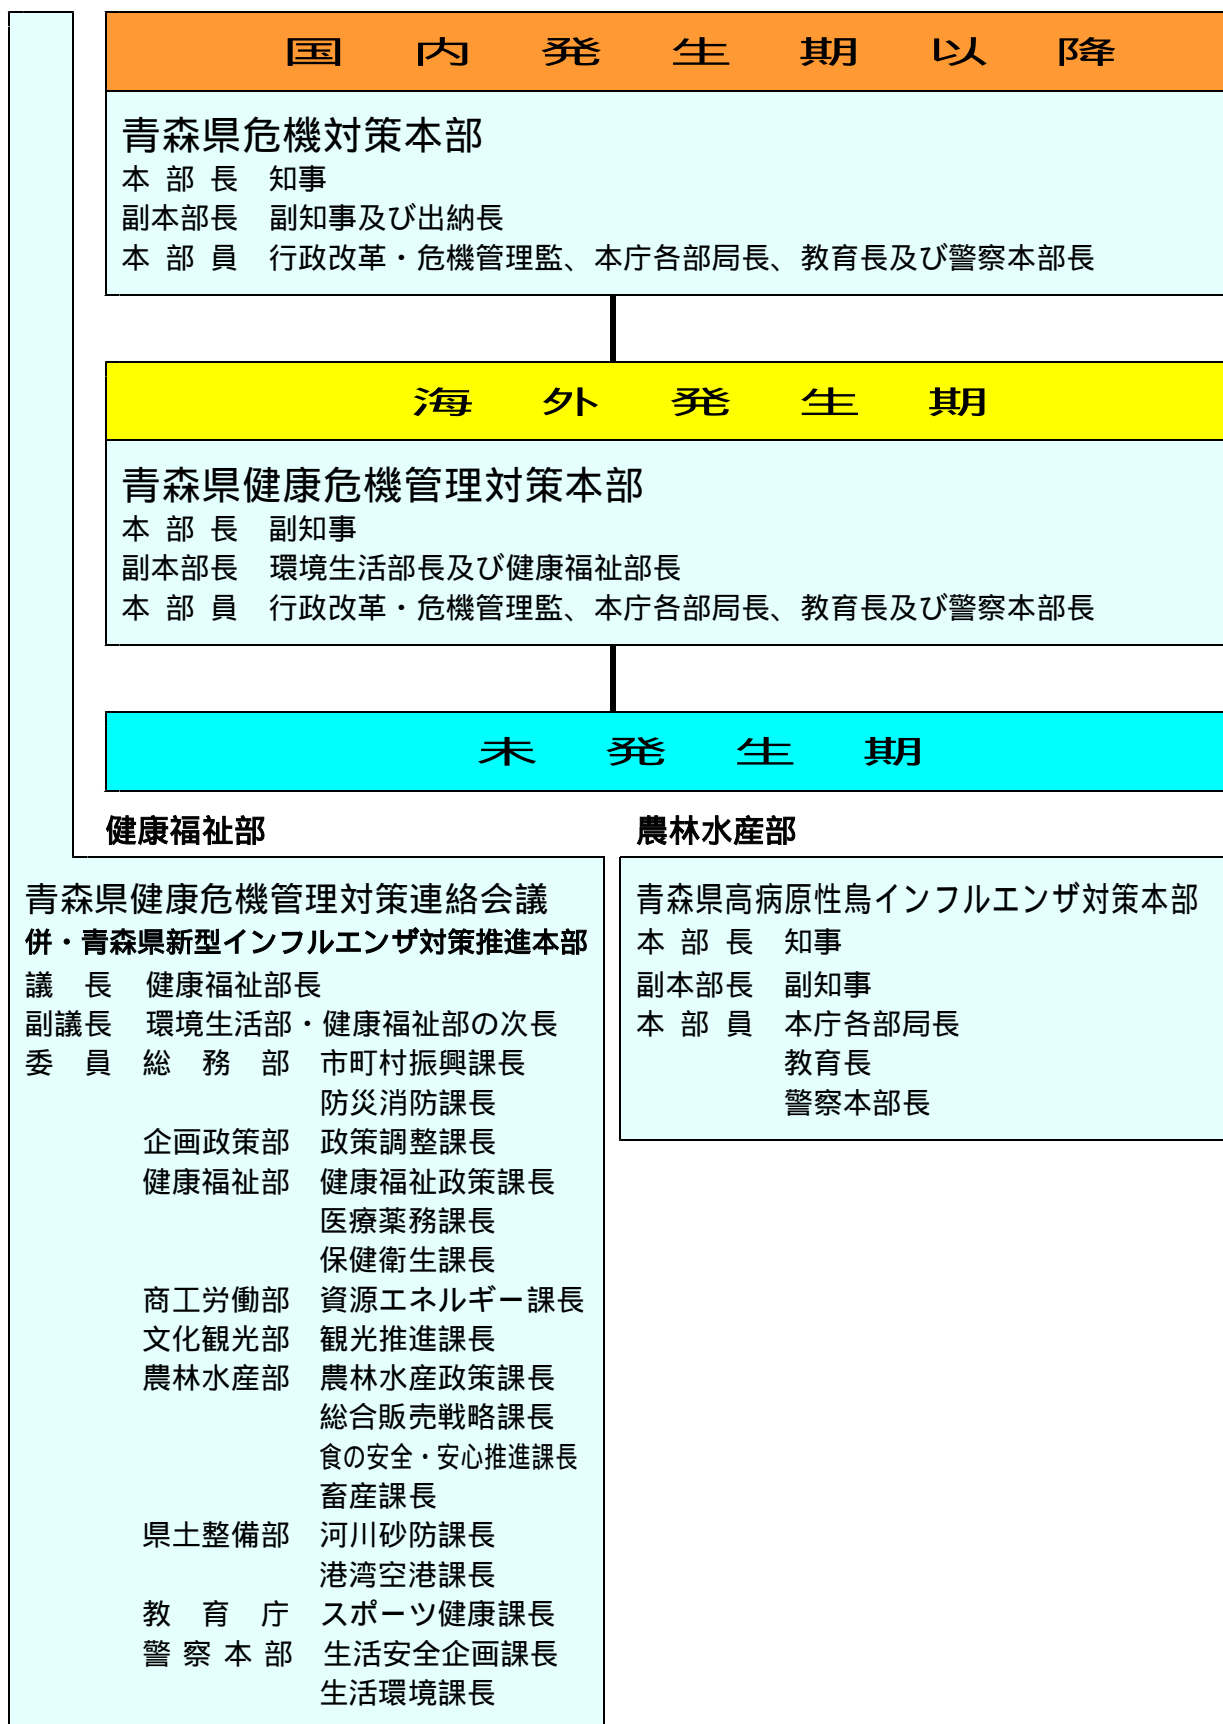 国内発生期以降
青森県危機対策本部
本部長 知事
副本部長 副知事及び出納長
本部員 行政改革・危機管理監、本庁各部局長、教育長及び警察本部長
海外発生期
青森県健康危機管理対策本部
本部長 副知事
副本部長 環境生活部長及び健康福祉部長
本部員 行政改革・危機管理監、本庁各部局長、教育長及び警察本部長
未発生期
健康福祉部
青森県健康危機管理対策連絡会議
併・青森県新型インフルエンザ対策推進本部
議長 健康福祉部長
副議長 環境生活部・健康福祉部の次長
委員 総務部 市町村振興課長
防災消防課長
企画政策部 政策調整課長
健康福祉部 健康福祉政策課長
医療薬務課長
保健衛生課長
商工労働部 資源エネルギー課長
文化観光部 観光推進課長
農林水産部 農林水産政策課長
総合販売戦略課長
食の安全・安心推進課長
畜産課長
県土整備部 河川砂防課長
港湾空港課長
教育庁 スポーツ健康課長
警察本部 生活安全企画課長
生活環境課長
農林水産部
青森県高病原性鳥インフルエンザ対策本部
本部長 知事
副本部長 副知事
本部員 本庁各部局長
教育長
警察本部長